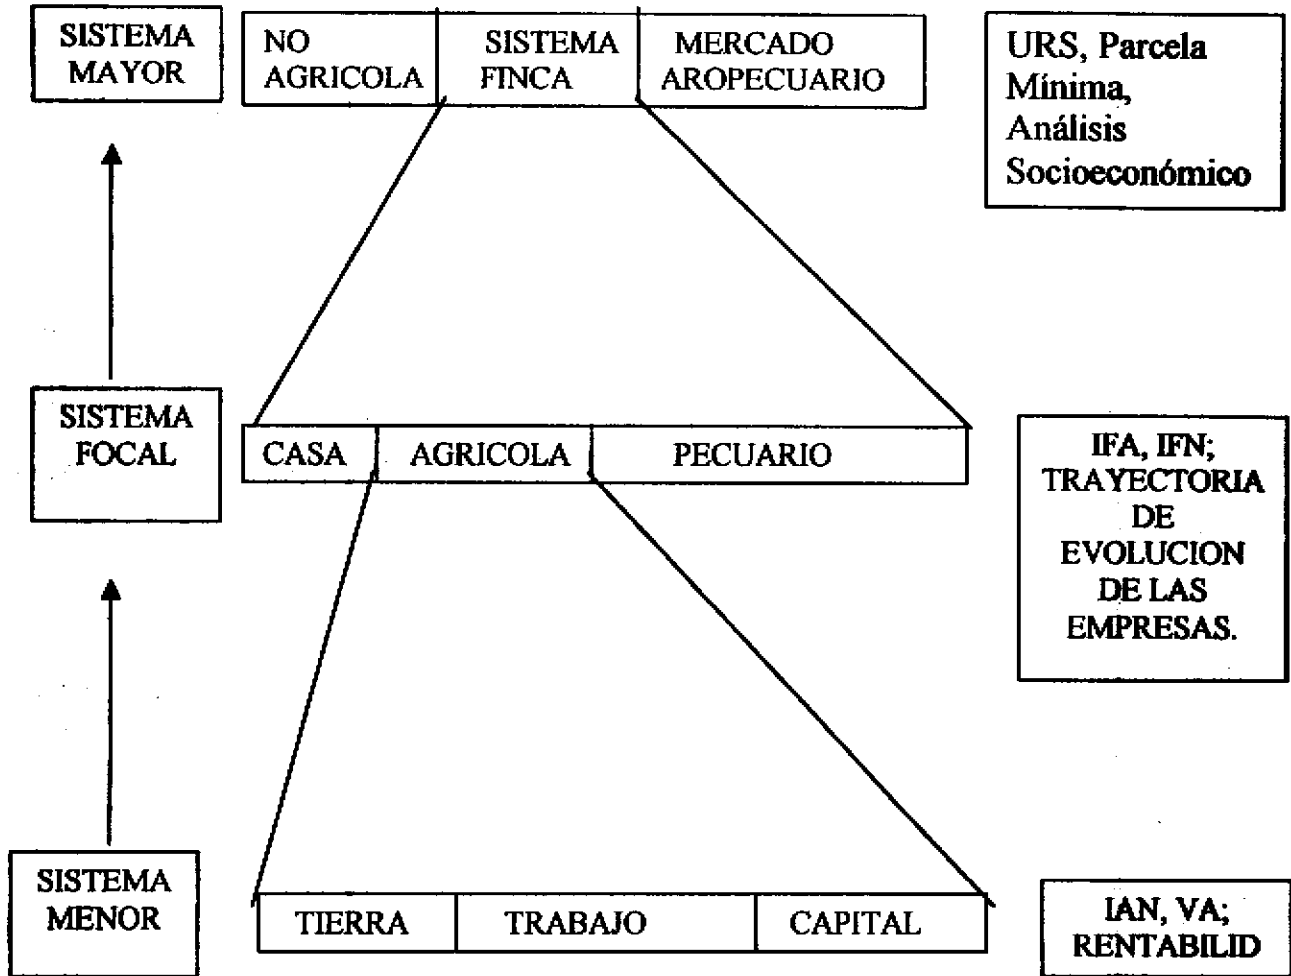 SISTEMA
MAYOR
NO
AGRICOLA
SISTEMA
FINCA
MERCADO
AROPECUARIO
URS, Parcela
Mínima,
Análisis
Socioeconómico
SISTEMA
FOCAL
CASA
AGRICOLA
PECUARIO
IFA, IFN;
TRAYECTORIA
DE
EVOLUCION
DE LAS
EMPRESAS.
SISTEMA
MENOR
TIERRA
TRABAJO
CAPITAL
IAN, VA;
RENTABILID